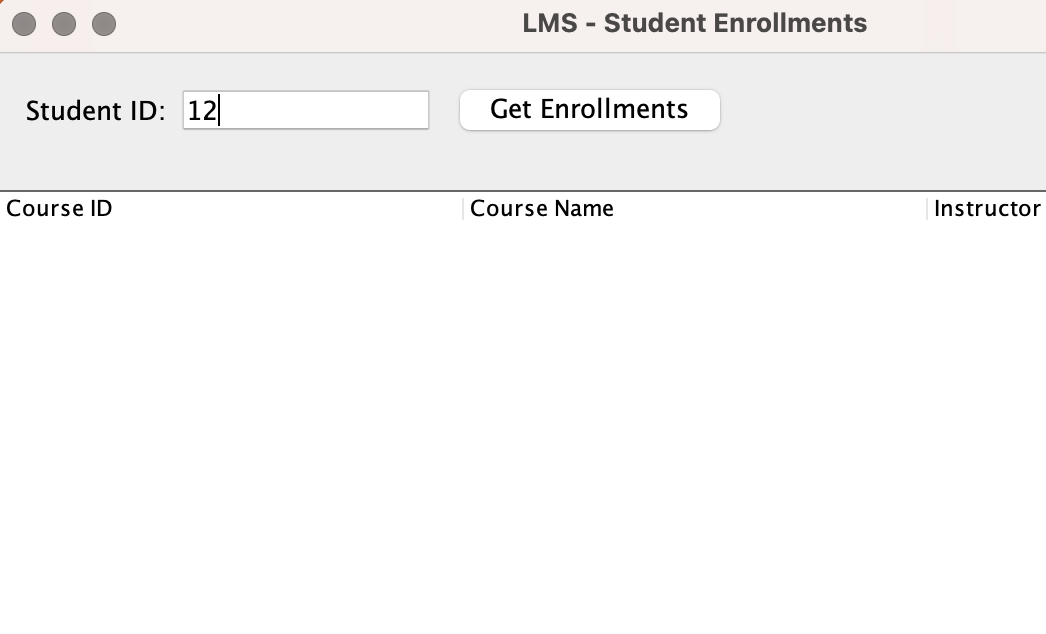 LMS - Student Enrollments
Student ID: 12 Get Enrollments
Course ID Course Name Instructor